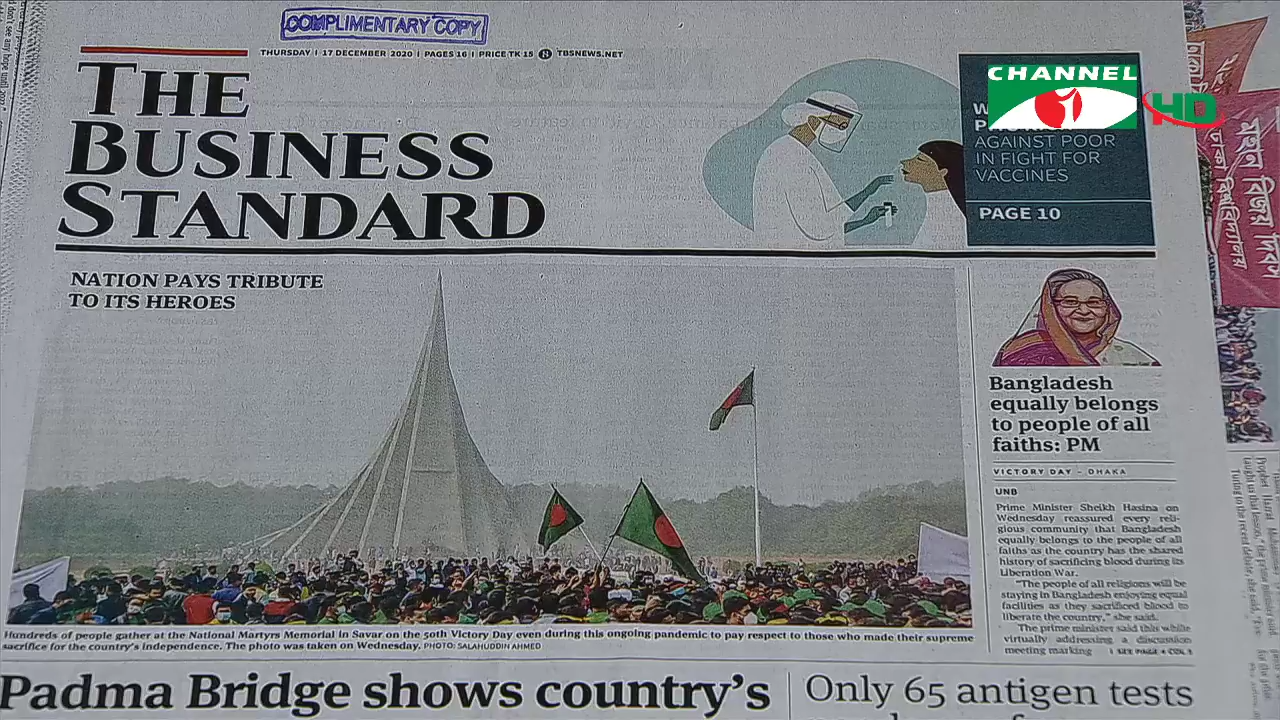 COMPLIMENTARY COPY
THURSDAY I 17 DECEMBER 2020 I PAGES 16 I PRICE TK 15 TBSNEWS.NET
THE
BUSINESS
STANDARD
CHANNEL
HD
AGAINST POOR
IN FIGHT FOR
VACCINES
PAGE 10
NATION PAYS TRIBUTE
TO ITS HEROES
Hundreds of people gather at the National Martyrs Memorial in Savar on the 50th Victory Day even during this ongoing pandemic to pay respect to those who made their supreme
sacrifice for the country's independence. The photo was taken on Wednesday. PHOTO: SALAHUDDIN AHMED
Bangladesh
equally belongs
to people of all
faiths: PM
VICTORY DAY – DHAKA
UNB
Prime Minister Sheikh Hasina on
Wednesday reassured every reli-
gious community that Bangladesh
equally belongs to the people of all
faiths as the country has the shared
history of sacrificing blood during its
Liberation War.
"The people of all religions will be
staying in Bangladesh enjoying equal
facilities as they sacrificed blood to
liberate the country," she said.
The prime minister said this while
virtually addressing a discussion
meeting marking
Padma Bridge shows country's
Only 65 antigen tests